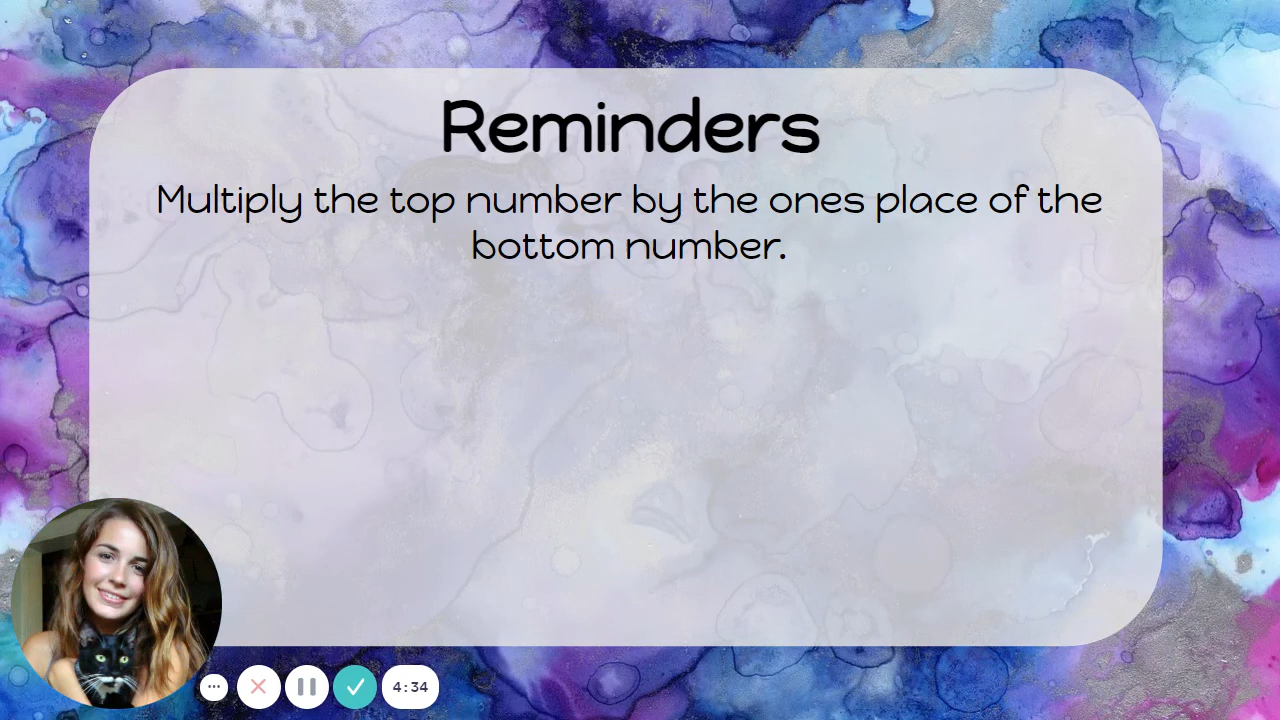 Reminders
Multiply the top number by the ones place of the
bottom number.
4:34